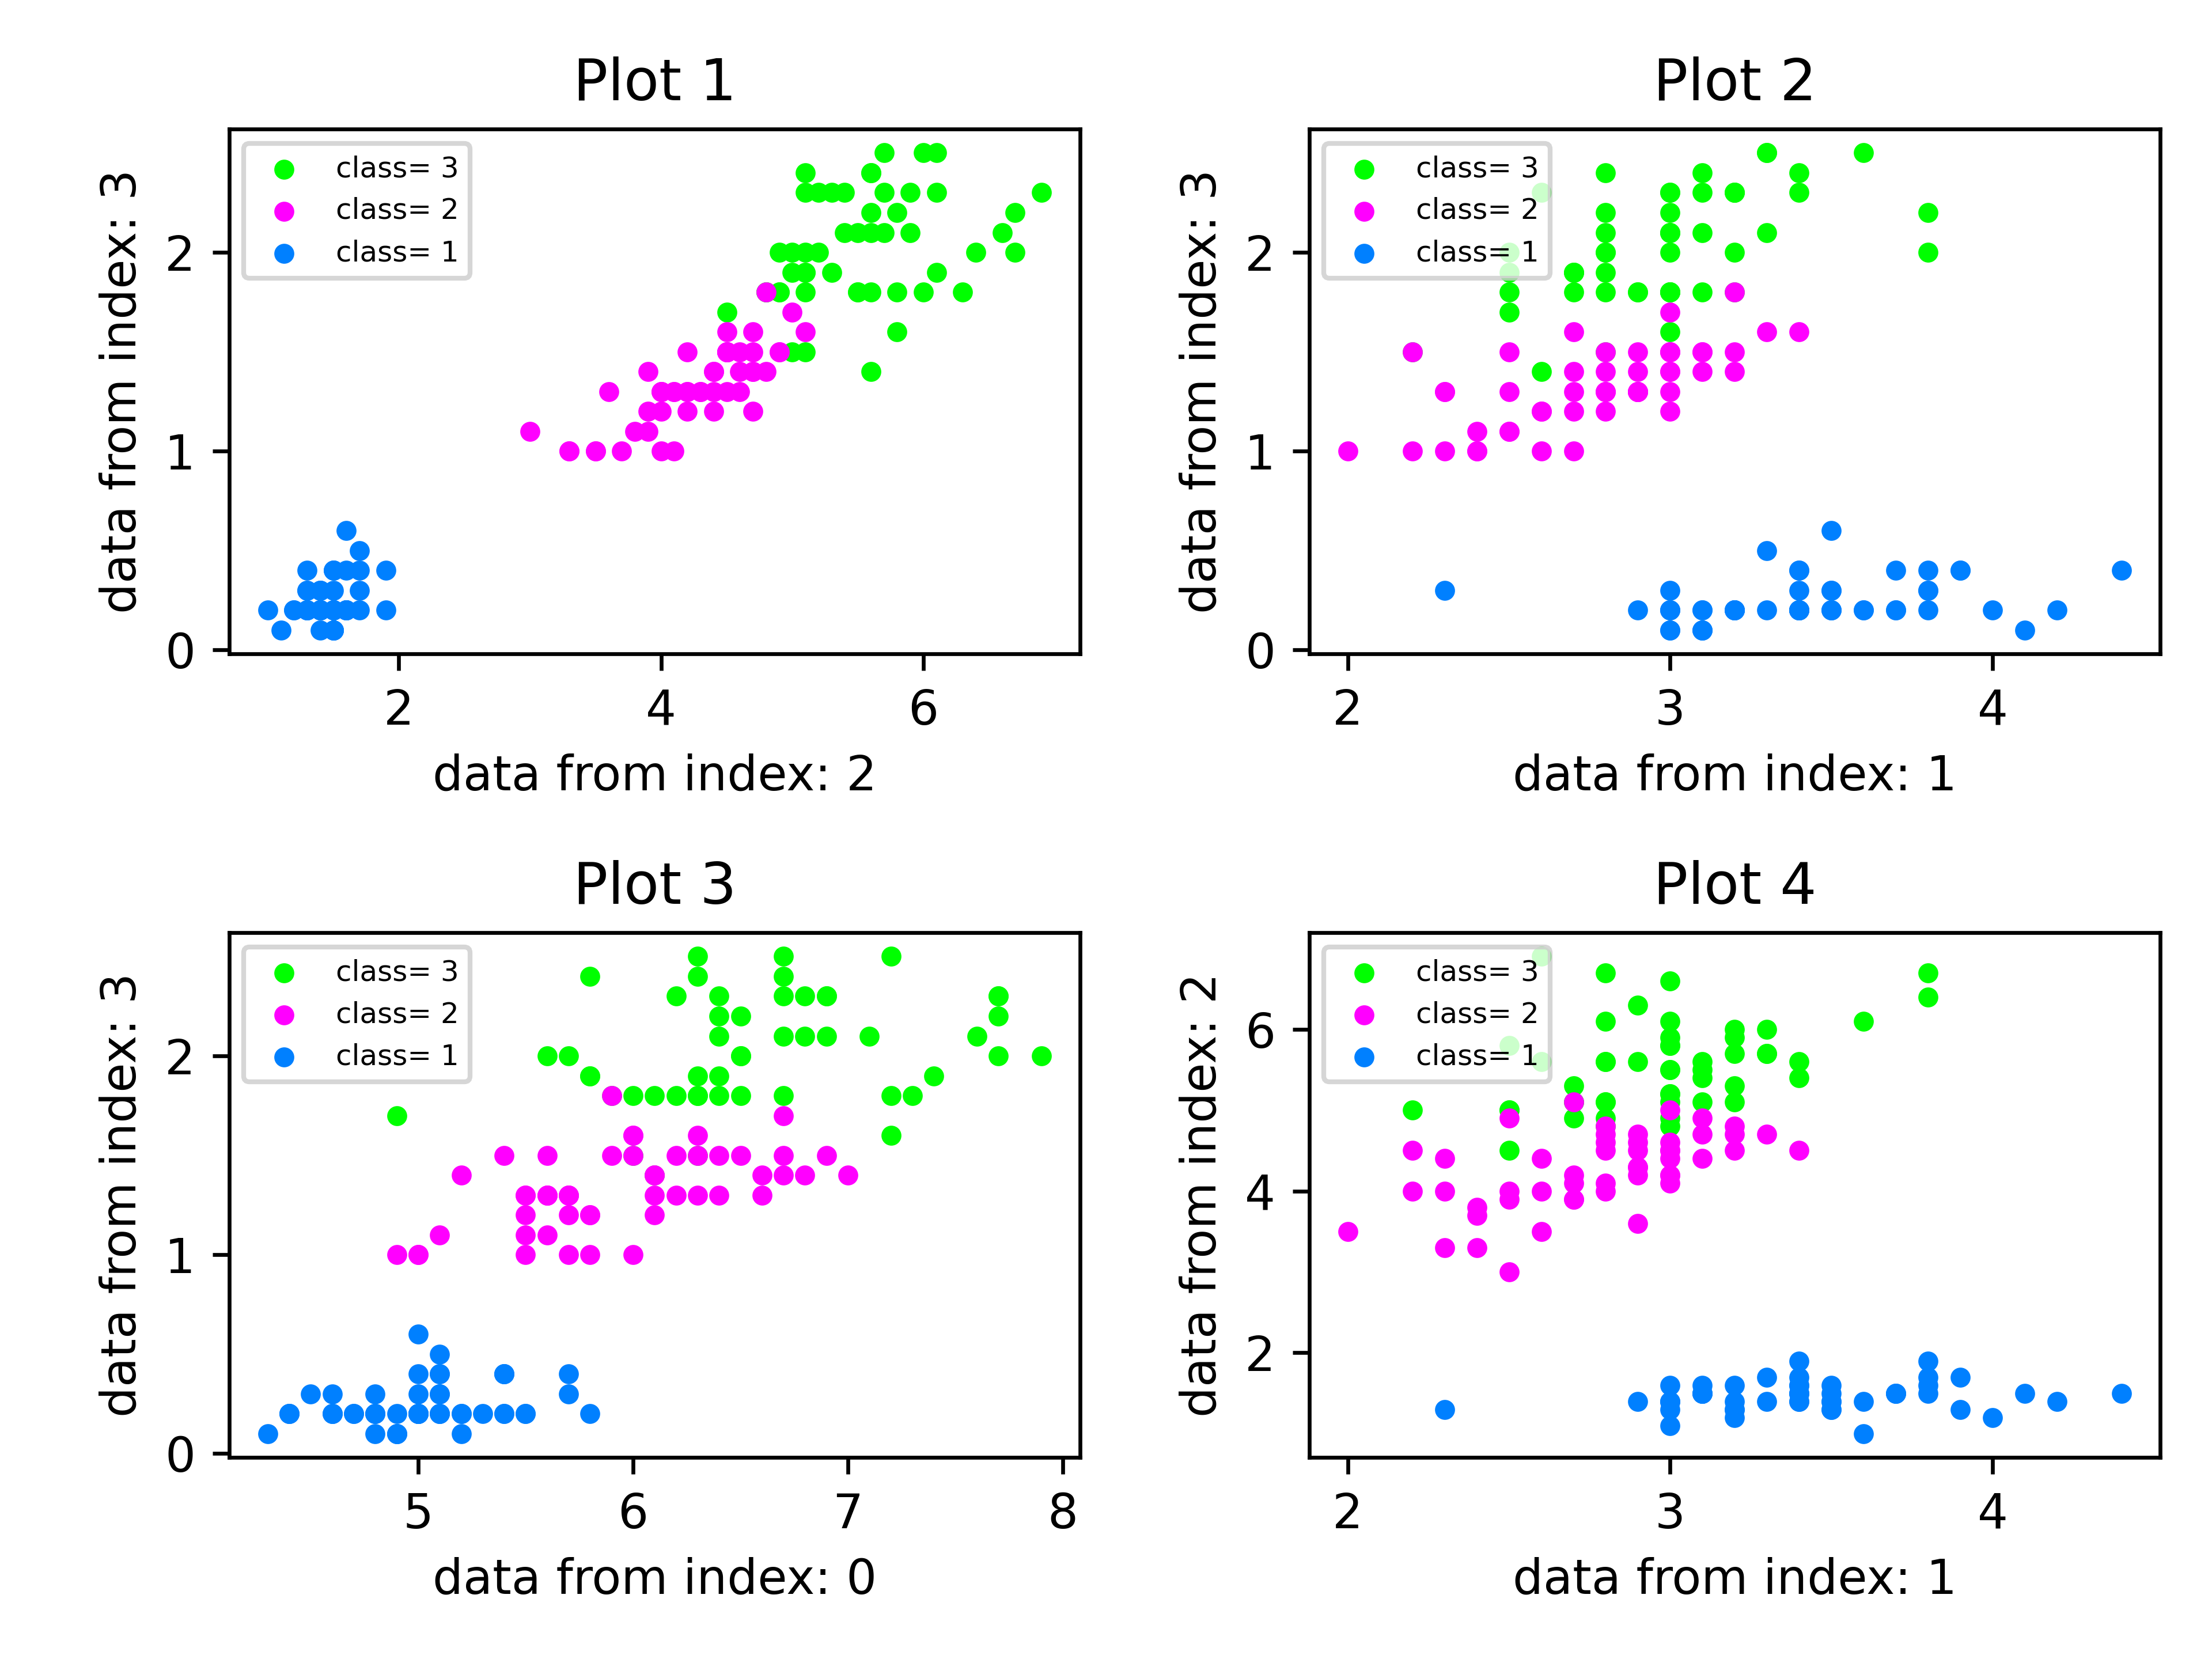 Plot 1
data from index: 3
class= 3
class= 2
class= 1
2
1
0
2
4
6
data from index: 2
Plot 2
data from index: 3
class= 3
class= 2
class= 1
2
1
0
2
3
4
data from index: 1
Plot 3
data from index: 3
class= 3
class= 2
class= 1
2
1
0
5
6
7
8
data from index: 0
Plot 4
data from index: 2
class= 3
class= 2
class= 1
6
4
2
2
3
4
data from index: 1